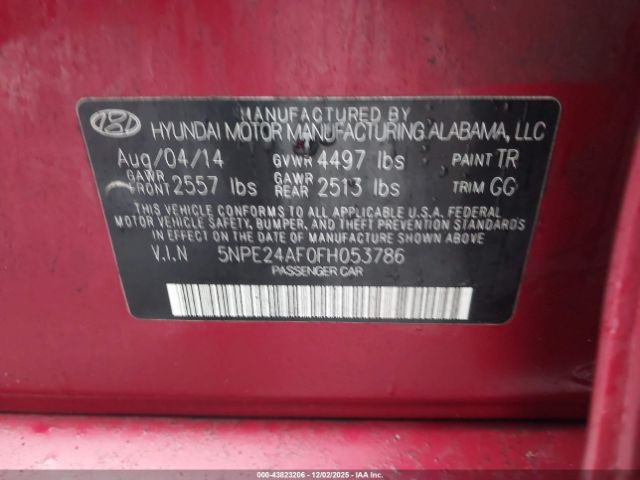 MANUFACTURED BY
HYUNDAI MOTOR MANUFACTURING ALABAMA, LLC
Aug/04/14 GVWR 4497 lbs PAINT TR
GAWR FRONT 2557 lbs GAWR REAR 2513 lbs TRIM GG
THIS VEHICLE CONFORMS TO ALL APPLICABLE U.S.A. FEDERAL
MOTOR VEHICLE SAFETY, BUMPER, AND THEFT PREVENTION STANDARDS
IN EFFECT ON THE DATE OF MANUFACTURE SHOWN ABOVE.
V.I.N 5NPE24AF0FH053786
PASSENGER CAR
© IAA 000-43823206 - 12/02/2025 - copart.com